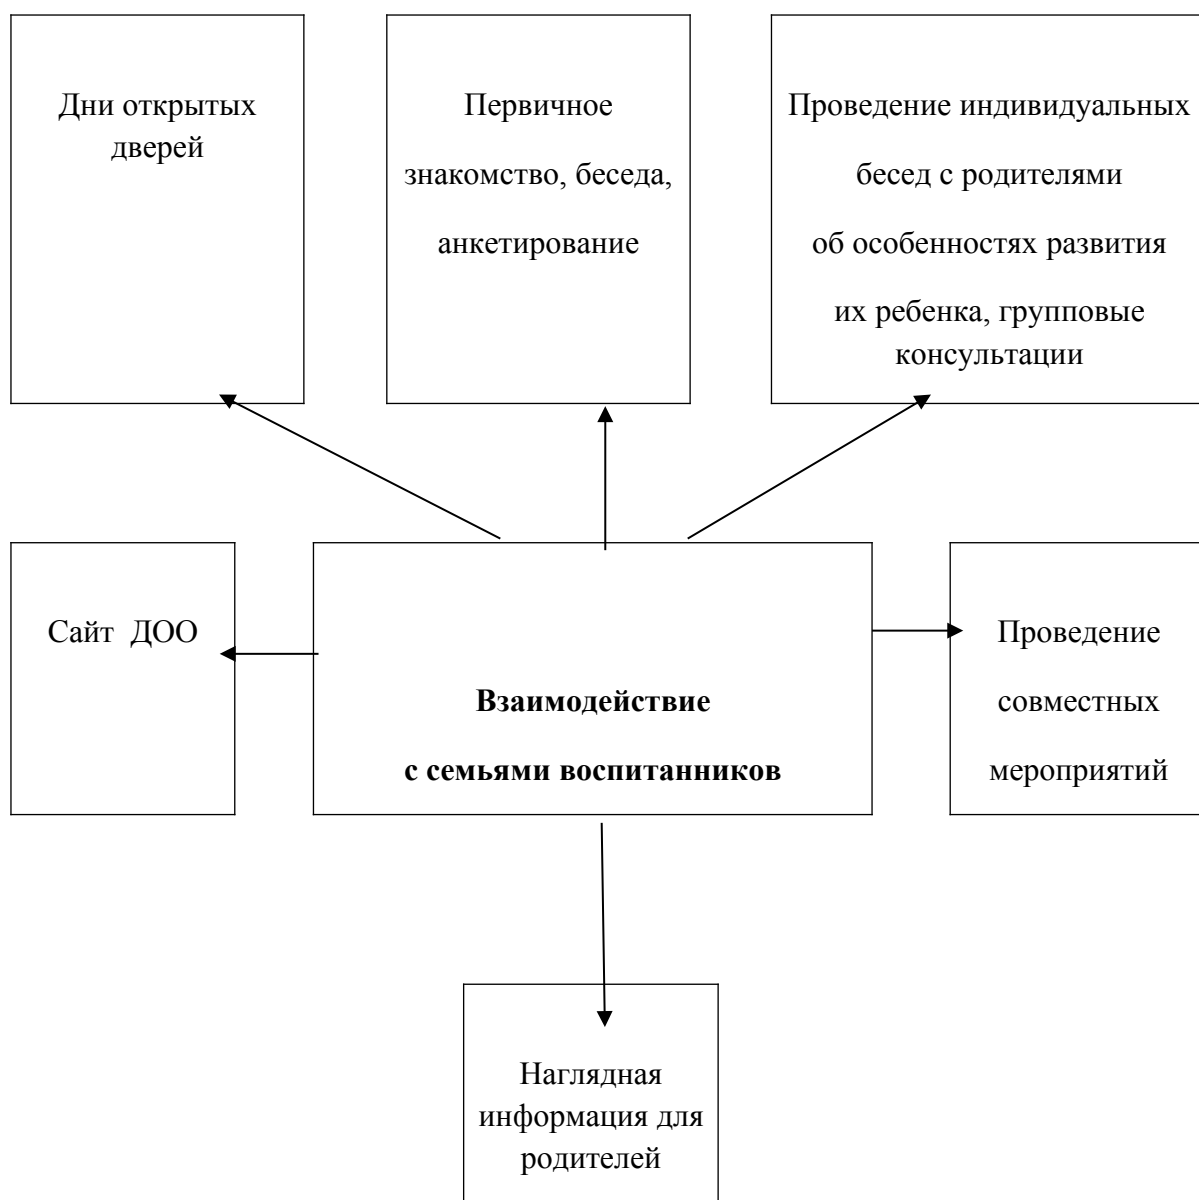 Дни открытых
дверей
Первичное
знакомство, беседа,
анкетирование
Проведение индивидуальных
бесед с родителями
об особенностях развития
их ребенка, групповые
консультации
Сайт ДОО
Взаимодействие
с семьями воспитанников
Проведение
совместных
мероприятий
Наглядная
информация для
родителей